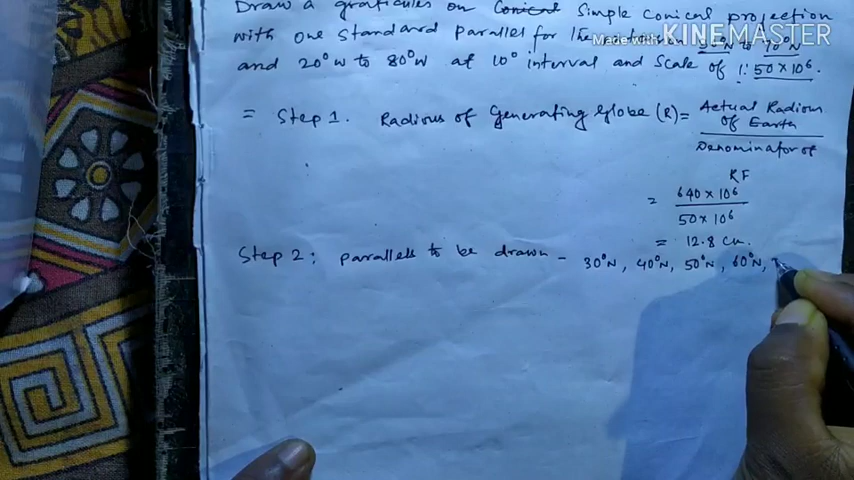 Draw a graticules on Conical Simple conical projection
with one Standard Parallel for the
Made with KINEMASTER
30°N to 70°N
and 20°W to 80°W at 10° interval and Scale of 1: 50 x 10⁶.
= Step 1. Radious of Generating Globe (R) = Actual Radious of Earth
Denominator of RF
= 640 x 10⁶
50 x 10⁶
= 12.8 cm.
Step 2: parallels to be drawn - 30°N, 40°N, 50°N, 60°N,